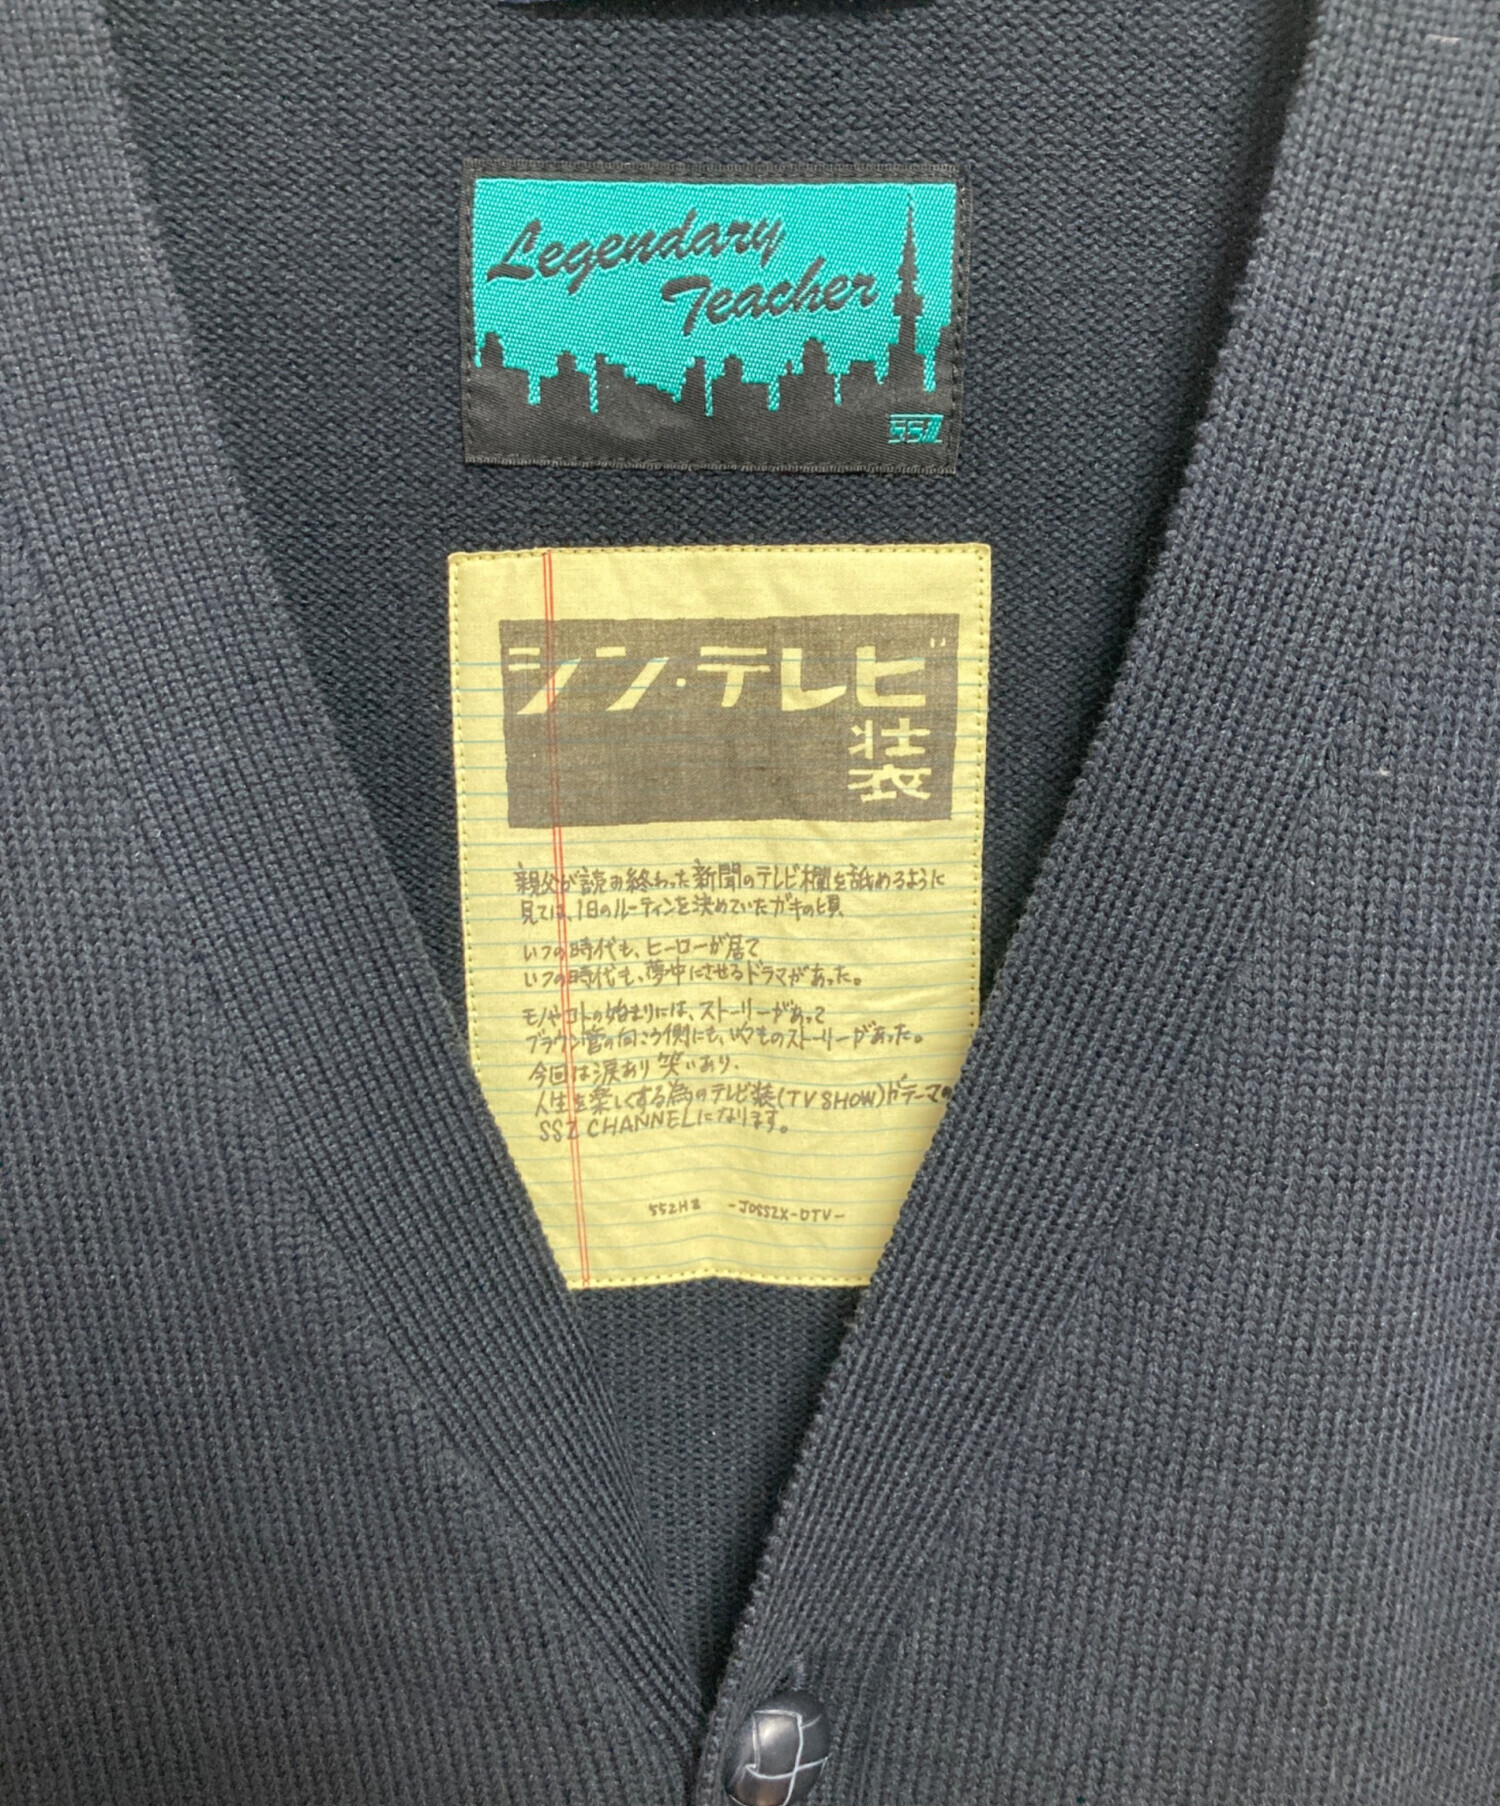 Legendary
Teacher
SSZ
シン・テレビ
装
親父が読み終わった新聞のテレビ欄を舐めるように
見ては、1日のルーティンを決めていたガキの頃、
いつの時代も、ヒーローが居て
いつの時代も、夢中にさせるドラマがあった。
モノやコトの始まりには、ストーリーがあって
ブラウン管の向こう側にも、いくつものストーリーがあった。
今回は涙あり笑いあり、
人生を楽しくする為のテレビ装(TV SHOW)がテーマの
SSZ CHANNELになります。
-JOSSZX-DTV-